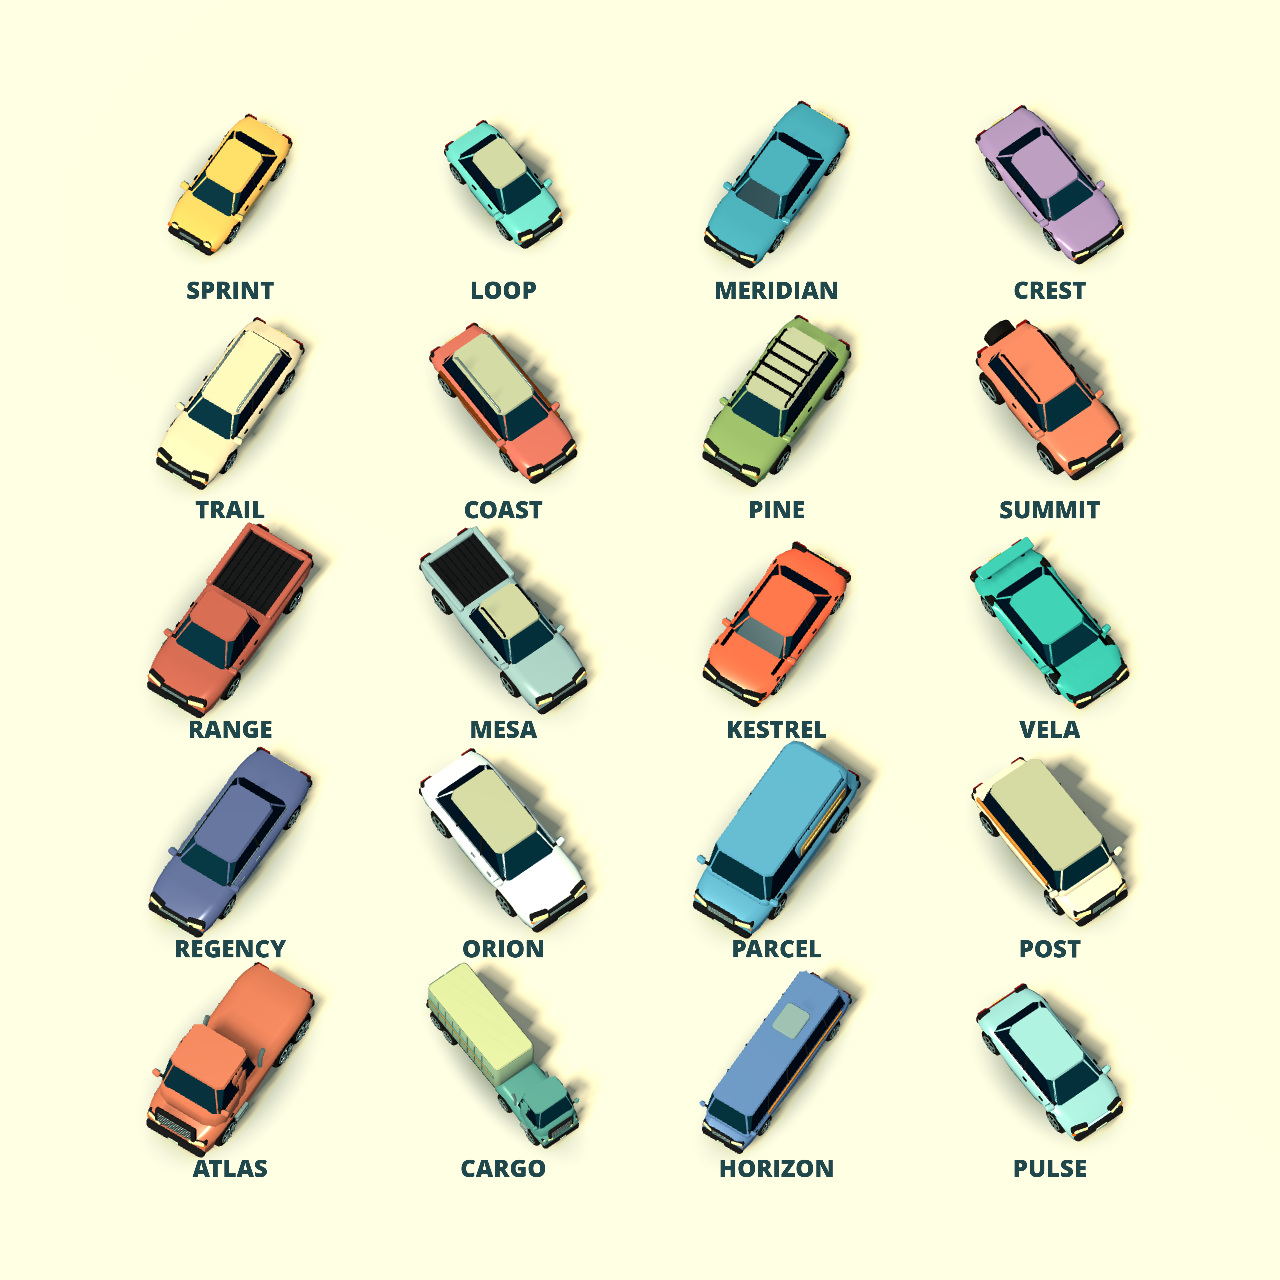 SPRINT
LOOP
MERIDIAN
CREST
TRAIL
COAST
PINE
SUMMIT
RANGE
MESA
KESTREL
VELA
REGENCY
ORION
PARCEL
POST
ATLAS
CARGO
HORIZON
PULSE